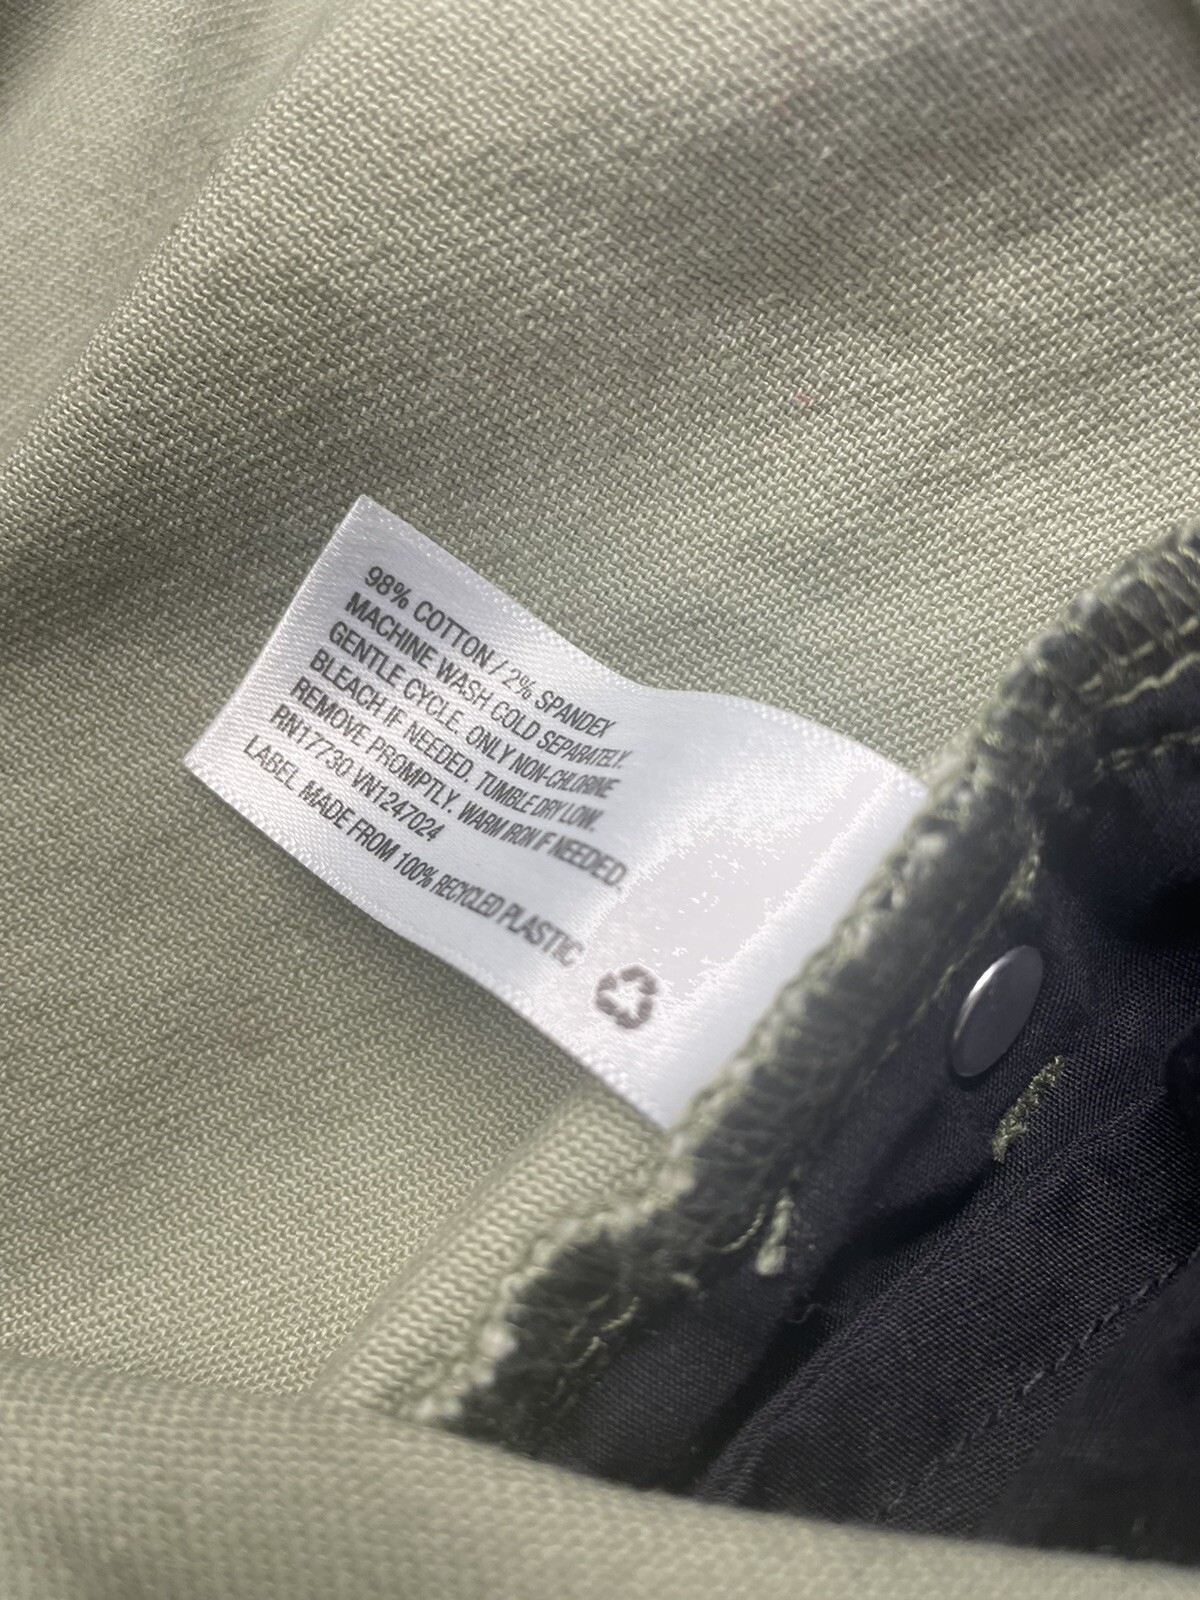 98% COTTON / 2% SPANDEX
MACHINE WASH COLD SEPARATELY.
GENTLE CYCLE. ONLY NON-CHLORINE
BLEACH IF NEEDED. TUMBLE DRY LOW.
REMOVE PROMPTLY. WARM IRON IF NEEDED.
RN17730 VN1247024
LABEL MADE FROM 100% RECYCLED PLASTIC